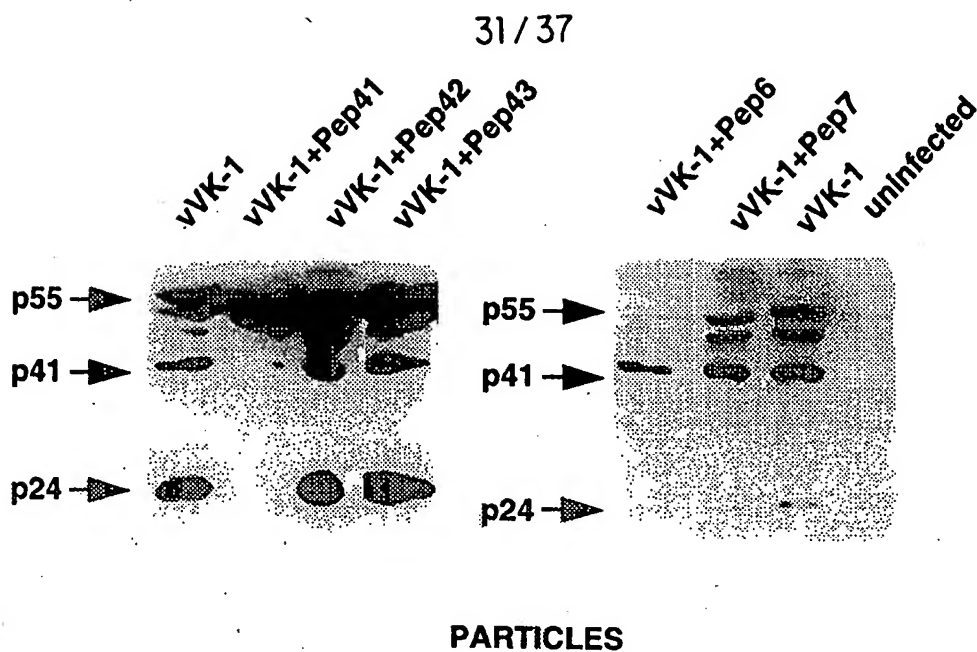 31/37
vVK-1
vVK-1+Pep41
vVK-1+Pep42
vVK-1+Pep43
p55
p41
p24
vVK-1+Pep6
vVK-1+Pep7
vVK-1
uninfected
p55
p41
p24
PARTICLES